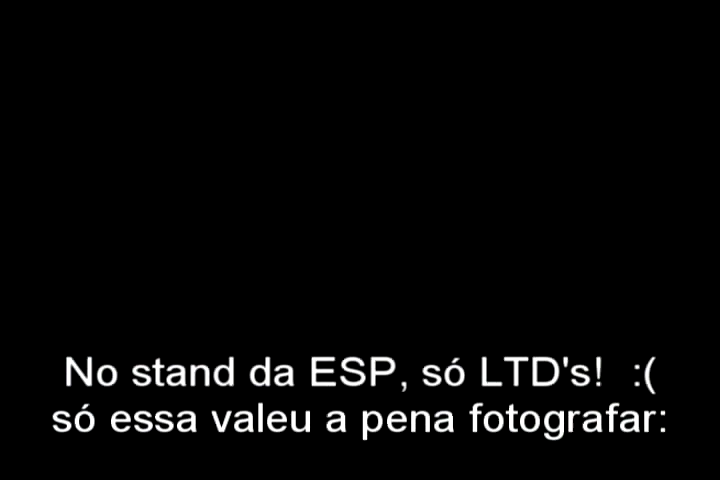 No stand da ESP, só LTD's!  :(
só essa valeu a pena fotografar: